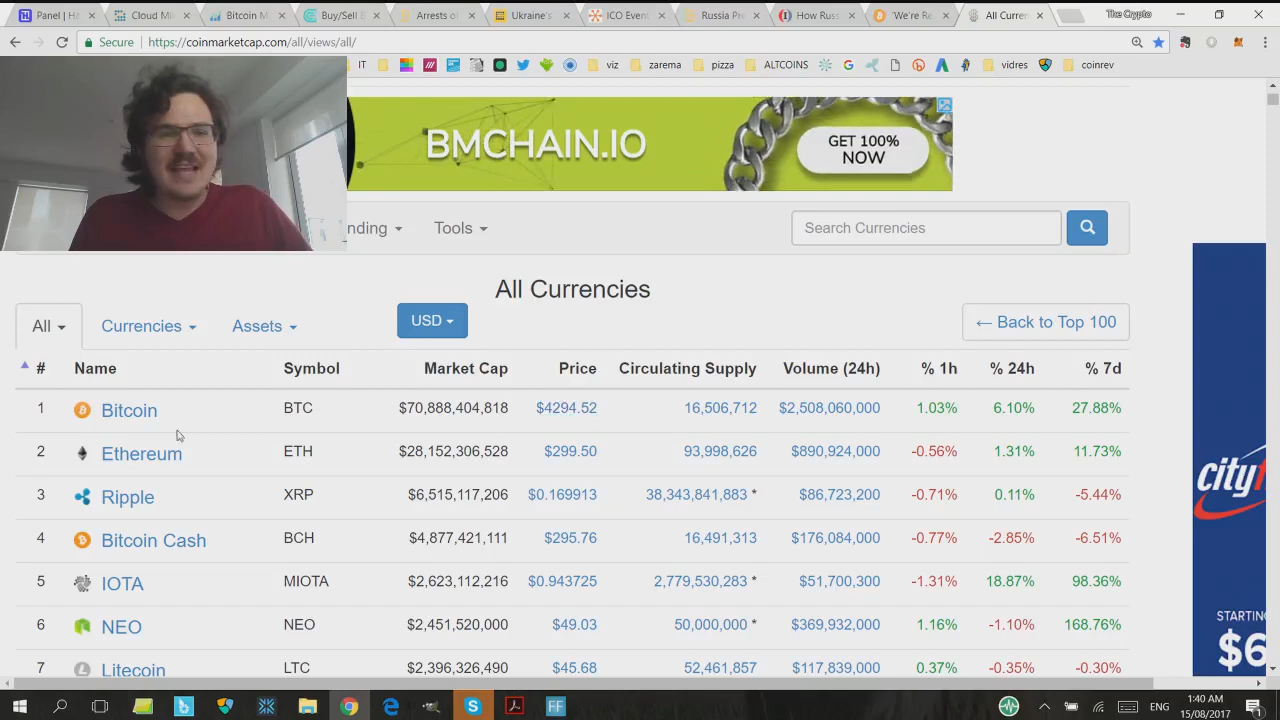 Panel | Ha
Cloud Mi
Bitcoin M
Buy/Sell &
Arrests o
Ukraine's
ICO Even
Russia Pr
How Russ
'We're Re
All Curre
The Crypto
Secure
https://coinmarketcap.com/all/views/all/
IT
viz
zarema
pizza
ALTCOINS
vidres
coinrev
BMCHAIN.IO
GET 100%
NOW
nding
Tools
Search Currencies
All Currencies
All
Currencies
Assets
USD
← Back to Top 100
# Name Symbol Market Cap Price Circulating Supply Volume (24h) % 1h % 24h % 7d
1 Bitcoin BTC $70,888,404,818 $4294.52 16,506,712 $2,508,060,000 1.03% 6.10% 27.88%
2 Ethereum ETH $28,152,306,528 $299.50 93,998,626 $890,924,000 -0.56% 1.31% 11.73%
3 Ripple XRP $6,515,117,206 $0.169913 38,343,841,883 * $86,723,200 -0.71% 0.11% -5.44%
4 Bitcoin Cash BCH $4,877,421,111 $295.76 16,491,313 $176,084,000 -0.77% -2.85% -6.51%
5 IOTA MIOTA $2,623,112,216 $0.943725 2,779,530,283 * $51,700,300 -1.31% 18.87% 98.36%
6 NEO NEO $2,451,520,000 $49.03 50,000,000 * $369,932,000 1.16% -1.10% 168.76%
7 Litecoin LTC $2,396,326,490 $45.68 52,461,857 $117,839,000 0.37% -0.35% -0.30%
city
STARTIN
$6
FF
ENG
1:40 AM
15/08/2017